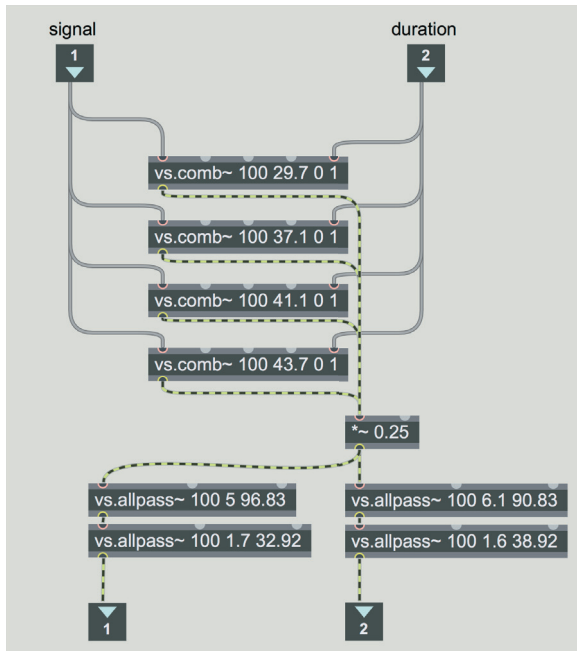 signal duration
1 2
vs.comb~ 100 29.7 0 1
vs.comb~ 100 37.1 0 1
vs.comb~ 100 41.1 0 1
vs.comb~ 100 43.7 0 1
*~ 0.25
vs.allpass~ 100 5 96.83 vs.allpass~ 100 6.1 90.83
vs.allpass~ 100 1.7 32.92 vs.allpass~ 100 1.6 38.92
1 2